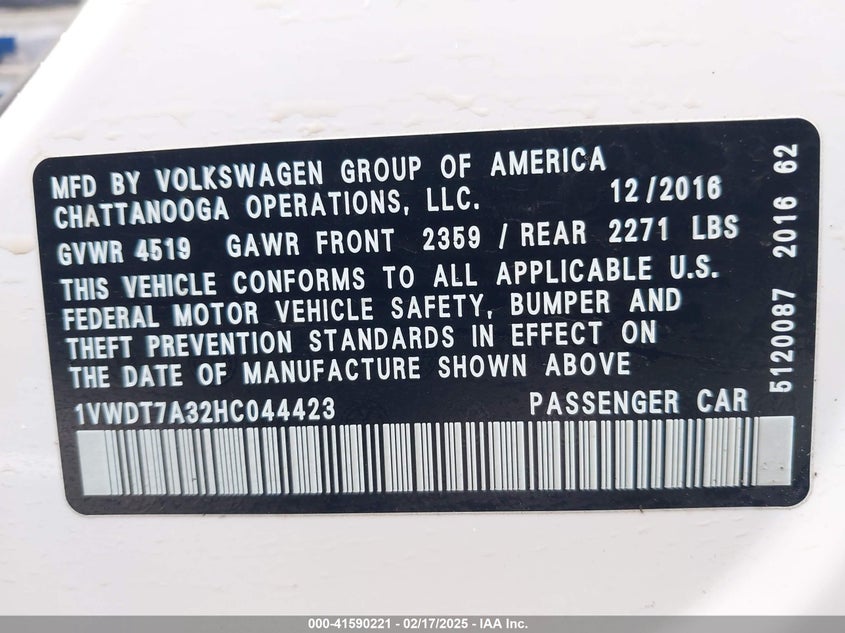 MFD BY VOLKSWAGEN GROUP OF AMERICA
CHATTANOOGA OPERATIONS, LLC. 12/2016
GVWR 4519 GAWR FRONT 2359 / REAR 2271 LBS
THIS VEHICLE CONFORMS TO ALL APPLICABLE U.S.
FEDERAL MOTOR VEHICLE SAFETY, BUMPER AND
THEFT PREVENTION STANDARDS IN EFFECT ON
THE DATE OF MANUFACTURE SHOWN ABOVE
1VWDT7A32HC044423 PASSENGER CAR
5120087 2016 62
000-41590221 — 02/17/2025 — IAA Inc.